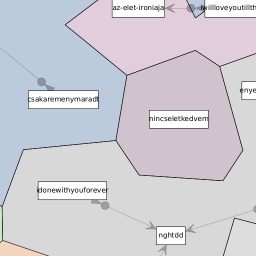 az-elet-ironiaja
iwillloveyoutillth
csakaremenymaradt
enye
nincseletkedvem
idonewithyouforever
nghtdd